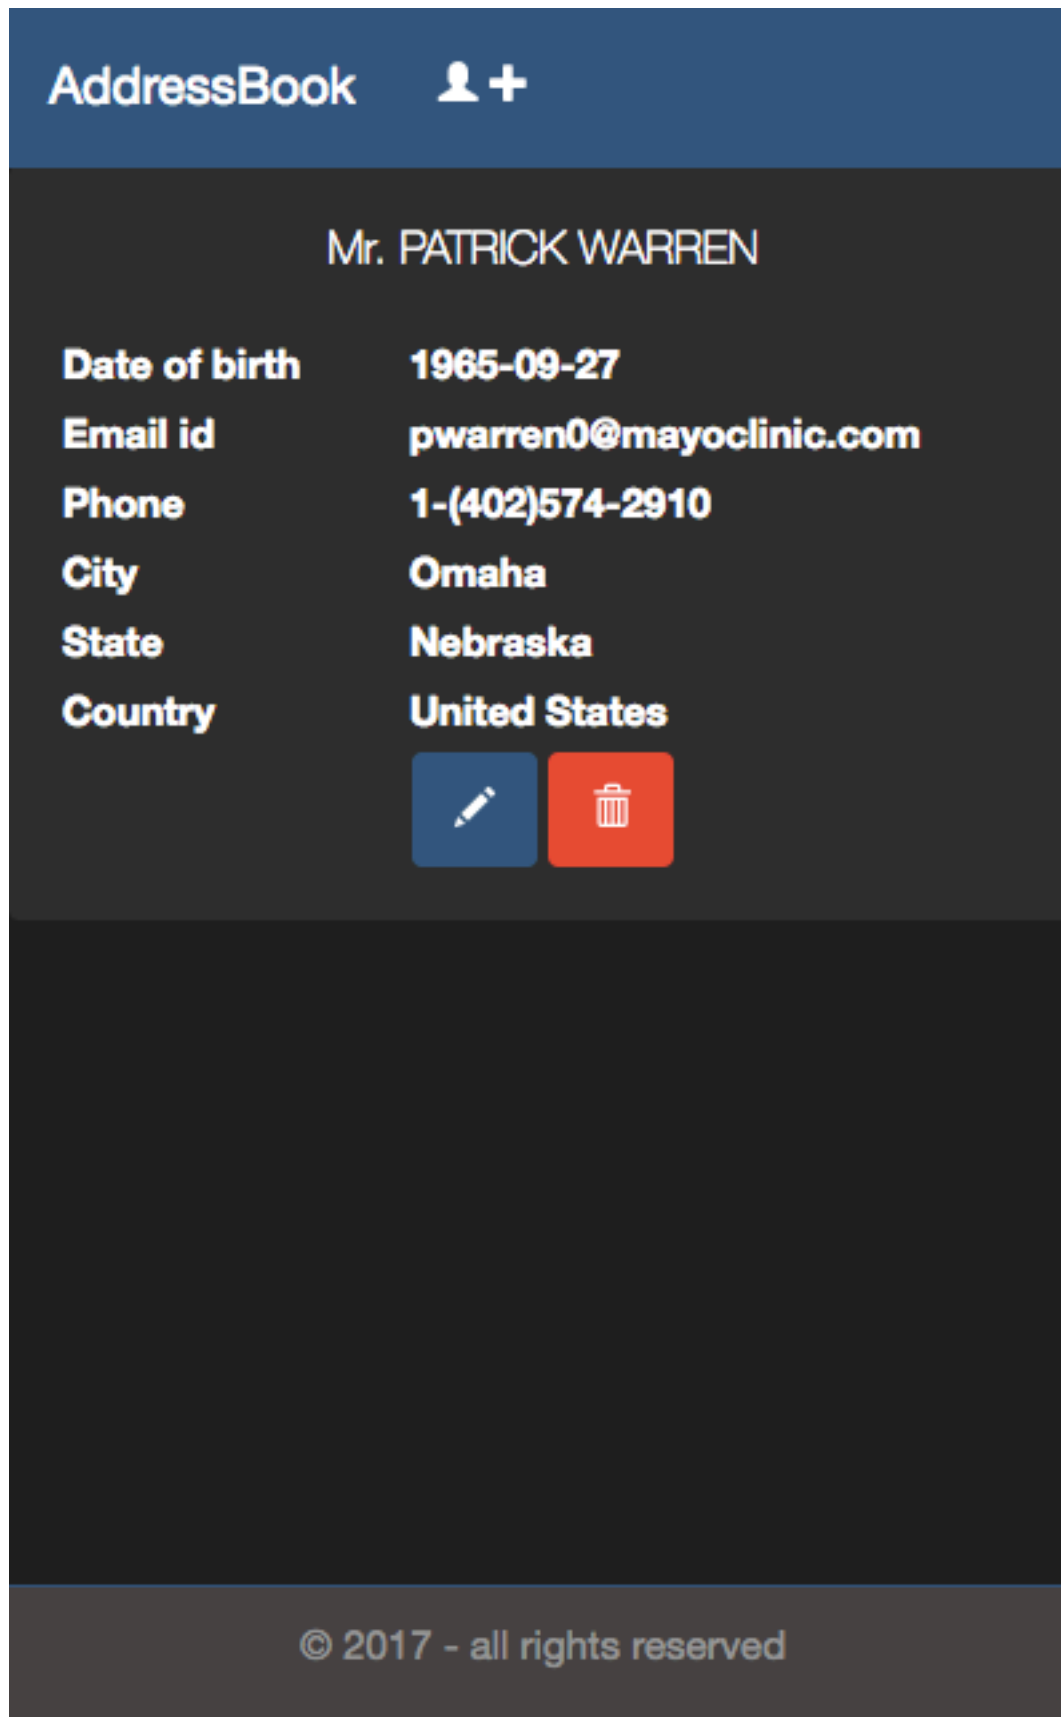 AddressBook
Mr. PATRICK WARREN
Date of birth 1965-09-27
Email id pwarren0@mayoclinic.com
Phone 1-(402)574-2910
City Omaha
State Nebraska
Country United States
© 2017 - all rights reserved